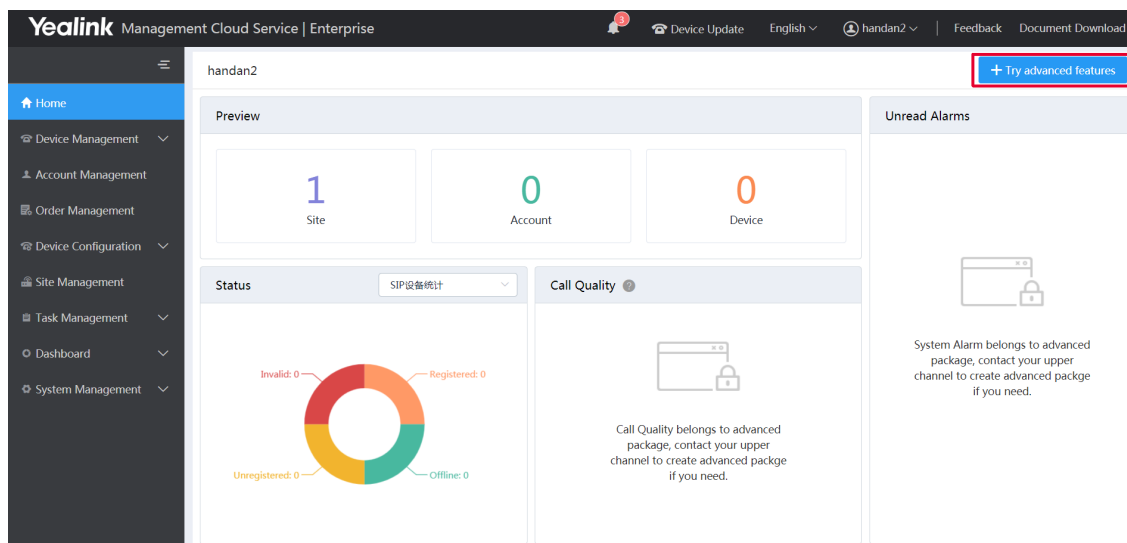 Yealink Management Cloud Service | Enterprise
3
Device Update
English
handan2
Feedback
Document Download
handan2
Try advanced features
Home
Device Management
Account Management
Order Management
Device Configuration
Site Management
Task Management
Dashboard
System Management
Preview
1
Site
0
Account
0
Device
Status
SIP设备统计
Invalid: 0
Registered: 0
Unregistered: 0
Offline: 0
Call Quality ?
Call Quality belongs to advanced
package, contact your upper
channel to create advanced packge
if you need.
Unread Alarms
System Alarm belongs to advanced
package, contact your upper
channel to create advanced packge
if you need.